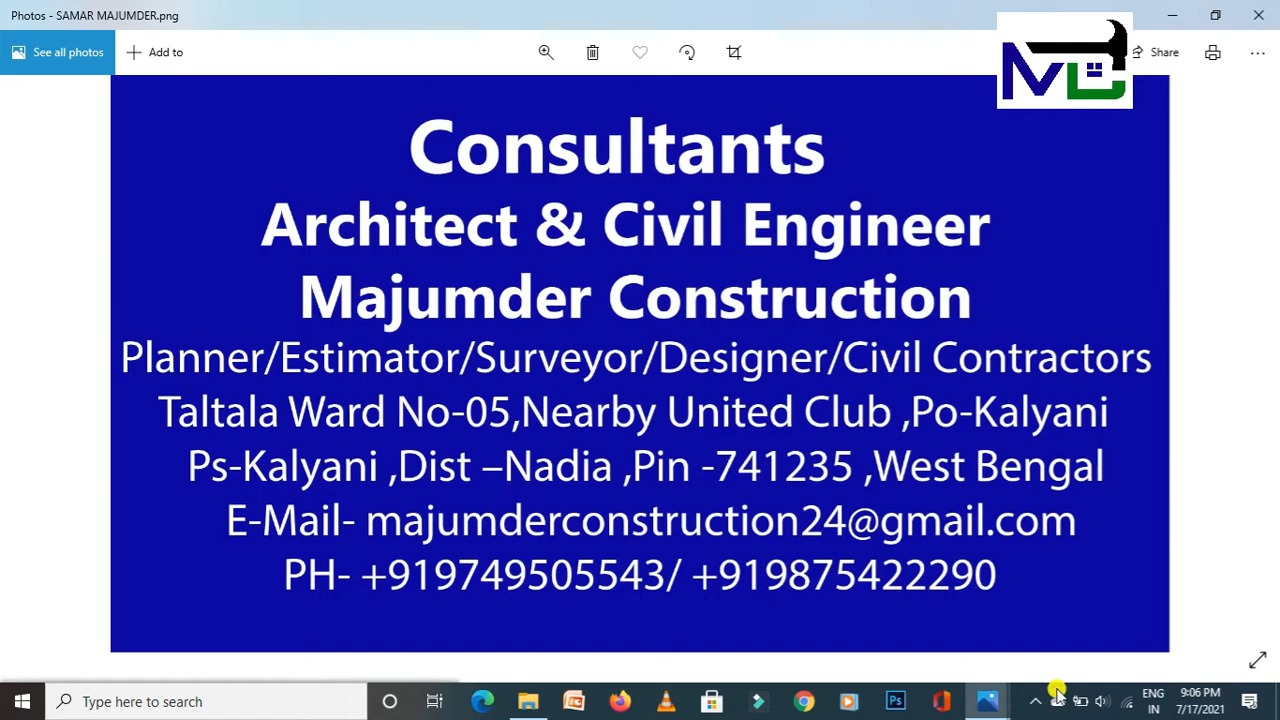 Photos - SAMAR MAJUMDER.png
See all photos
Add to
Share
MC
Consultants
Architect & Civil Engineer
Majumder Construction
Planner/Estimator/Surveyor/Designer/Civil Contractors
Taltala Ward No-05,Nearby United Club ,Po-Kalyani
Ps-Kalyani ,Dist –Nadia ,Pin -741235 ,West Bengal
E-Mail- majumderconstruction24@gmail.com
PH- +919749505543/ +919875422290
Type here to search
Ps
ENG
IN
9:06 PM
7/17/2021